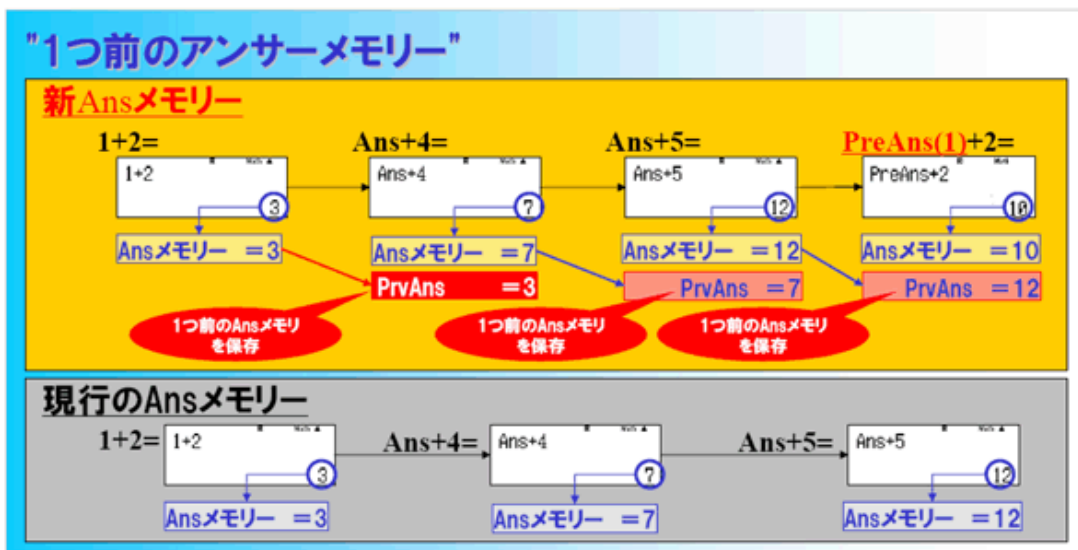 "1つ前のアンサーメモリー"
新Ansメモリー
1+2= Ans+4= Ans+5= PreAns(1)+2=
1+2 Ans+4 Ans+5 PreAns+2
3 7 12 10
Ansメモリー =3 Ansメモリー =7 Ansメモリー =12 Ansメモリー =10
PrvAns =3 PrvAns =7 PrvAns =12
1つ前のAnsメモリ
を保存
1つ前のAnsメモリ
を保存
1つ前のAnsメモリ
を保存
現行のAnsメモリー
1+2= 1+2 Ans+4= Ans+4 Ans+5= Ans+5
3 7 12
Ansメモリー =3 Ansメモリー =7 Ansメモリー =12